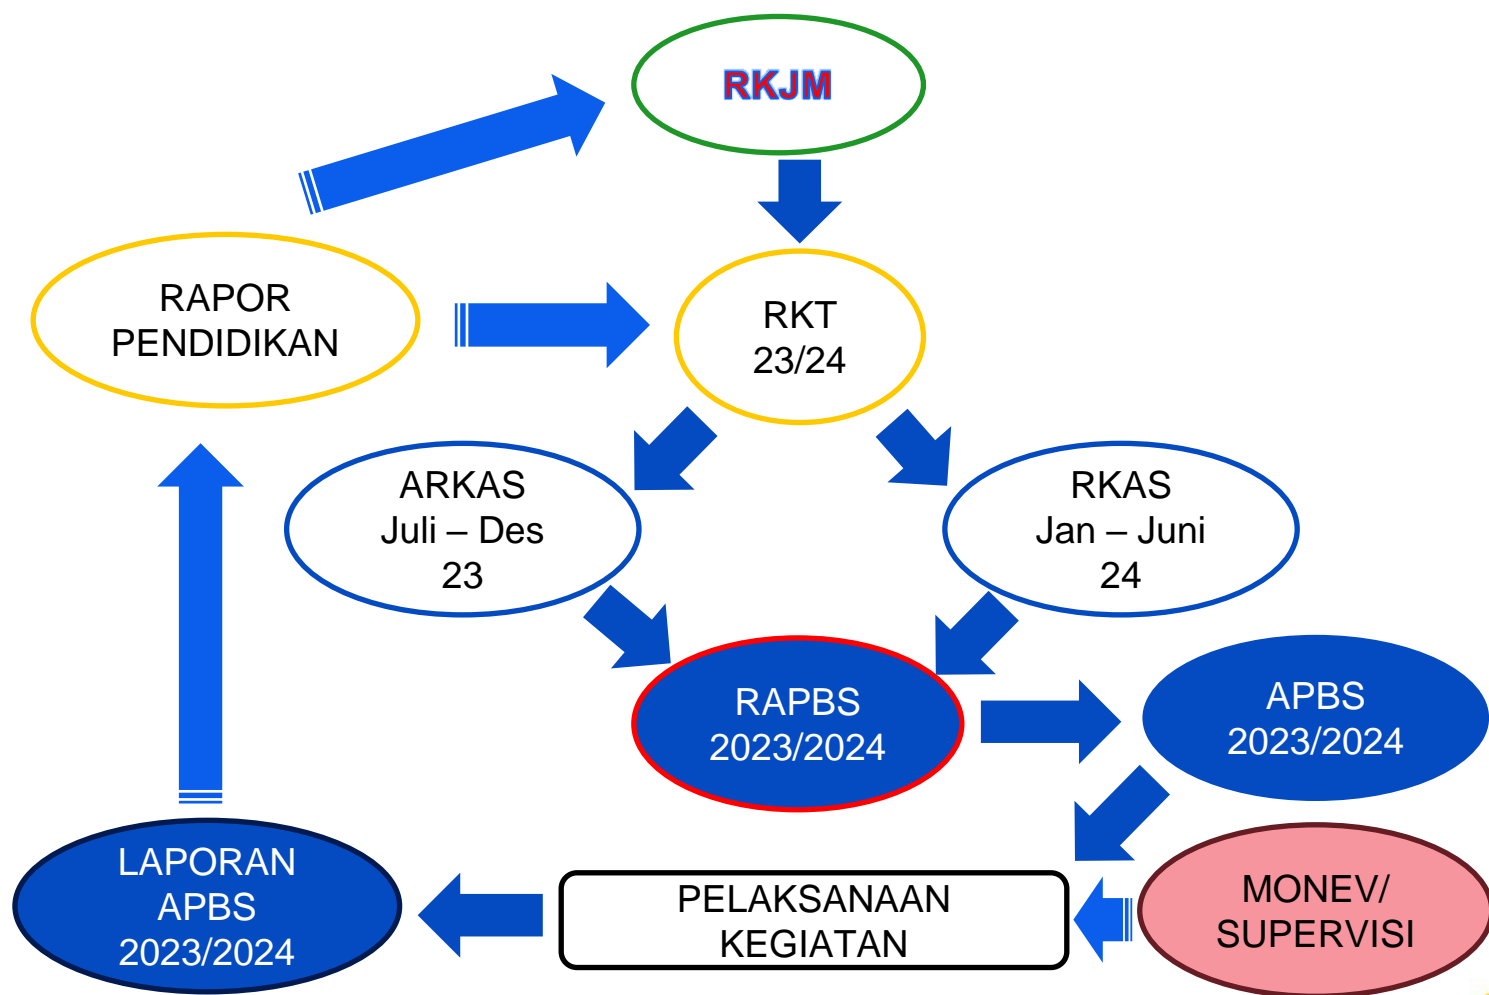 RKJM
RAPOR
PENDIDIKAN
RKT
23/24
ARKAS
Juli – Des
23
RKAS
Jan – Juni
24
RAPBS
2023/2024
APBS
2023/2024
LAPORAN
APBS
2023/2024
PELAKSANAAN
KEGIATAN
MONEV/
SUPERVISI